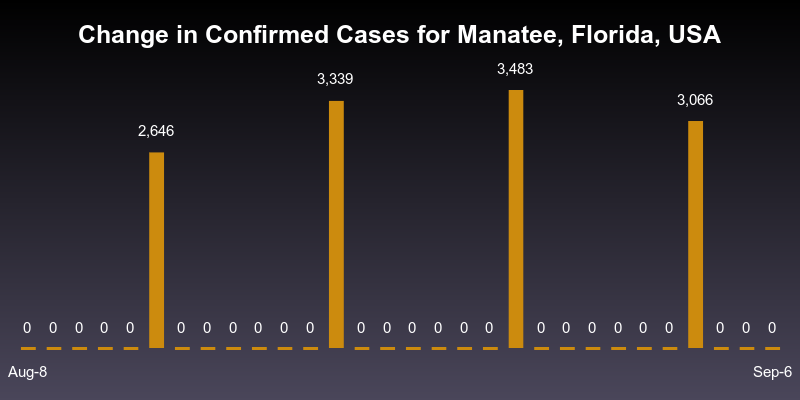 Change in Confirmed Cases for Manatee, Florida, USA
3,483
3,339
3,066
2,646
0 0 0 0 0 0 0 0 0 0 0 0 0 0 0 0 0 0 0 0 0 0 0 0 0 0
Aug-8 Sep-6